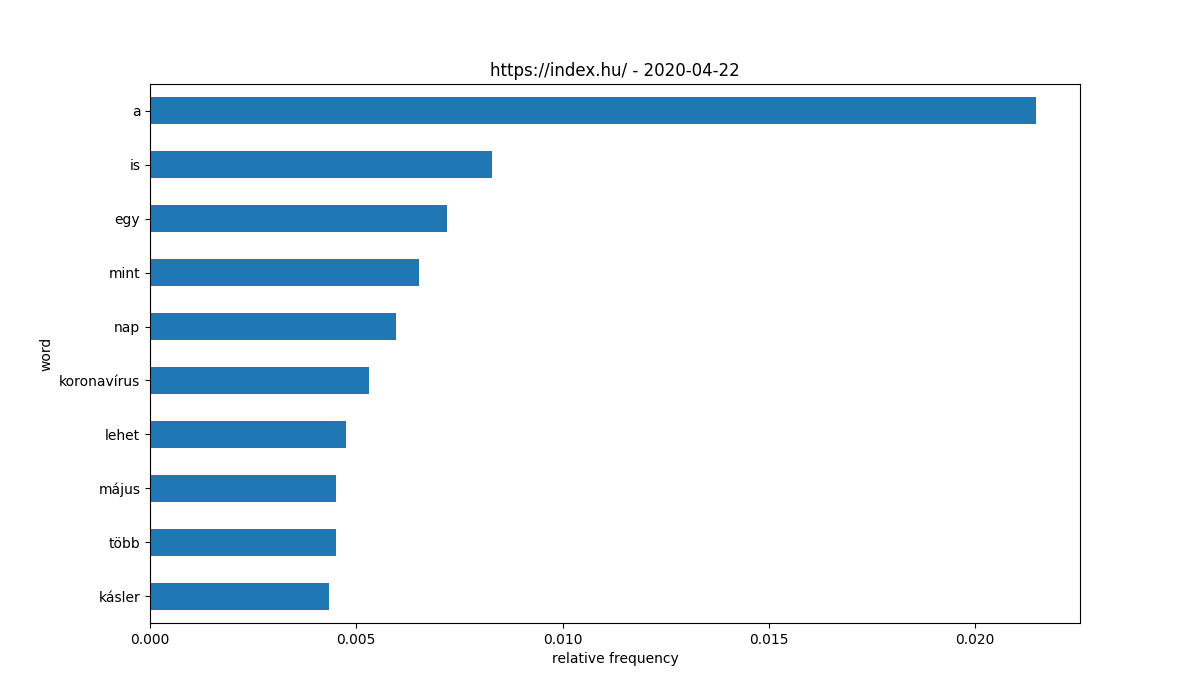 https://index.hu/ - 2020-04-22
a
is
egy
mint
nap
koronavírus
lehet
május
több
kásler
word
0.000 0.005 0.010 0.015 0.020
relative frequency